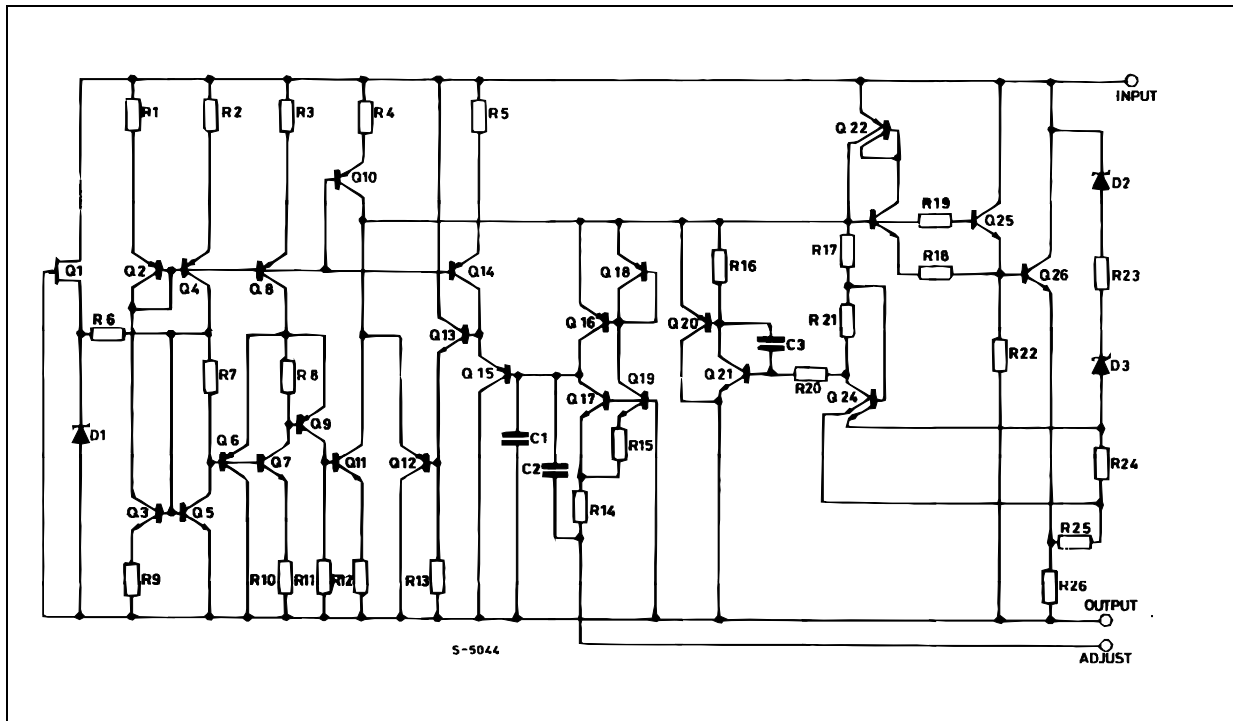 INPUT
R1
R2
R3
R4
R5
Q22
D2
Q10
R19
Q25
R17
R18
Q1
Q2
Q4
Q8
Q14
Q18
R16
Q26
R23
R6
Q13
Q16
Q20
C3
R21
R22
D3
R7
R8
Q15
Q19
Q21
R20
Q24
Q17
D1
Q6
Q9
Q7
Q11
Q12
C1
C2
R15
R24
Q3
Q5
R14
R25
R9
R10
R11
R12
R13
R26
OUTPUT
S-5044
ADJUST